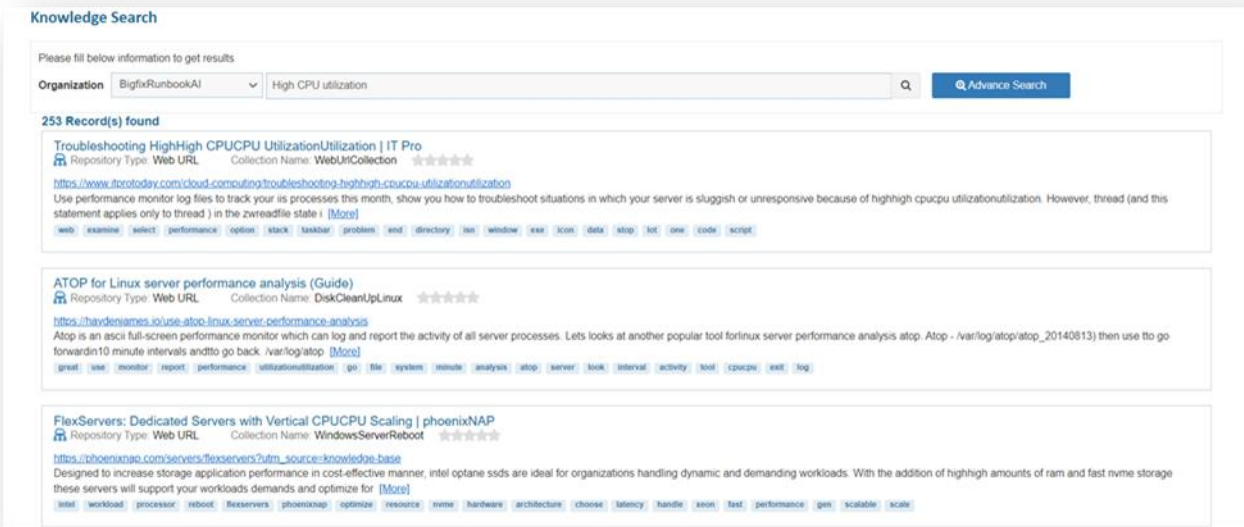 Knowledge Search
Please fill below information to get results
Organization BigfixRunbookAI High CPU utilization Advance Search
253 Record(s) found
Troubleshooting HighHigh CPUCPU UtilizationUtilization | IT Pro
Repository Type: Web URL Collection Name: WebUrlCollection
https://www.itprotoday.com/cloud-computing/troubleshooting-highhigh-cpucpu-utilizationutilization
Use performance monitor log files to track your iis processes this month, show you how to troubleshoot situations in which your server is sluggish or unresponsive because of highhigh cpucpu utilizationutilization. However, thread (and this
statement applies only to thread ) in the zwreadfile state i [More]
web examine select performance option stack taskbar problem end directory isn window exe icon data stop lot one code script
ATOP for Linux server performance analysis (Guide)
Repository Type: Web URL Collection Name: DiskCleanUpLinux
https://haydenjames.io/use-atop-linux-server-performance-analysis
Atop is an ascii full-screen performance monitor which can log and report the activity of all server processes. Lets looks at another popular tool forlinux server performance analysis atop. Atop - /var/log/atop/atop_20140813) then use tto go
forwardin10 minute intervals andtto go back. /var/log/atop [More]
great use monitor report performance utilizationutilization go file system minute analysis atop server look interval activity tool cpucpu exit log
FlexServers: Dedicated Servers with Vertical CPUCPU Scaling | phoenixNAP
Repository Type: Web URL Collection Name: WindowsServerReboot
https://phoenixnap.com/servers/flexservers?utm_source=knowledge-base
Designed to increase storage application performance in cost-effective manner, intel optane ssds are ideal for organizations handling dynamic and demanding workloads. With the addition of highhigh amounts of ram and fast nvme storage
these servers will support your workloads demands and optimize for [More]
intel workload processor reboot flexservers phoenixnap optimize resource nvme hardware architecture choose latency handle xeon fast performance gen scalable scale